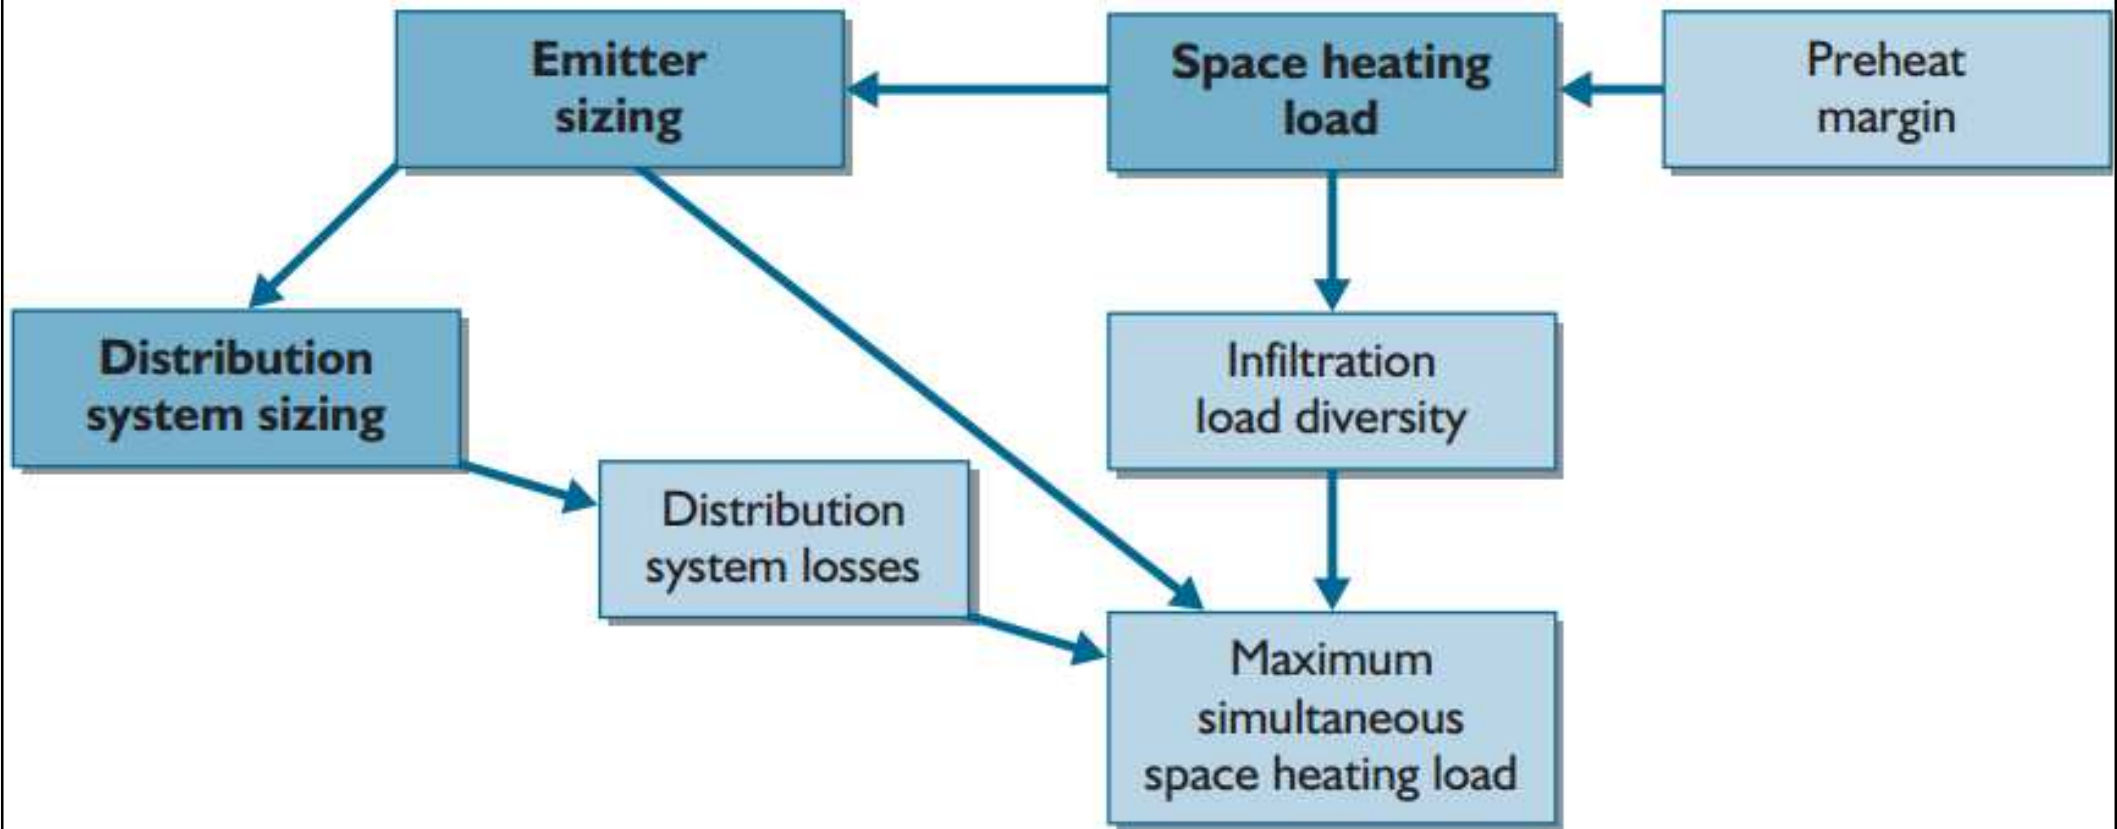 Emitter
sizing
Space heating
load
Preheat
margin
Distribution
system sizing
Infiltration
load diversity
Distribution
system losses
Maximum
simultaneous
space heating load